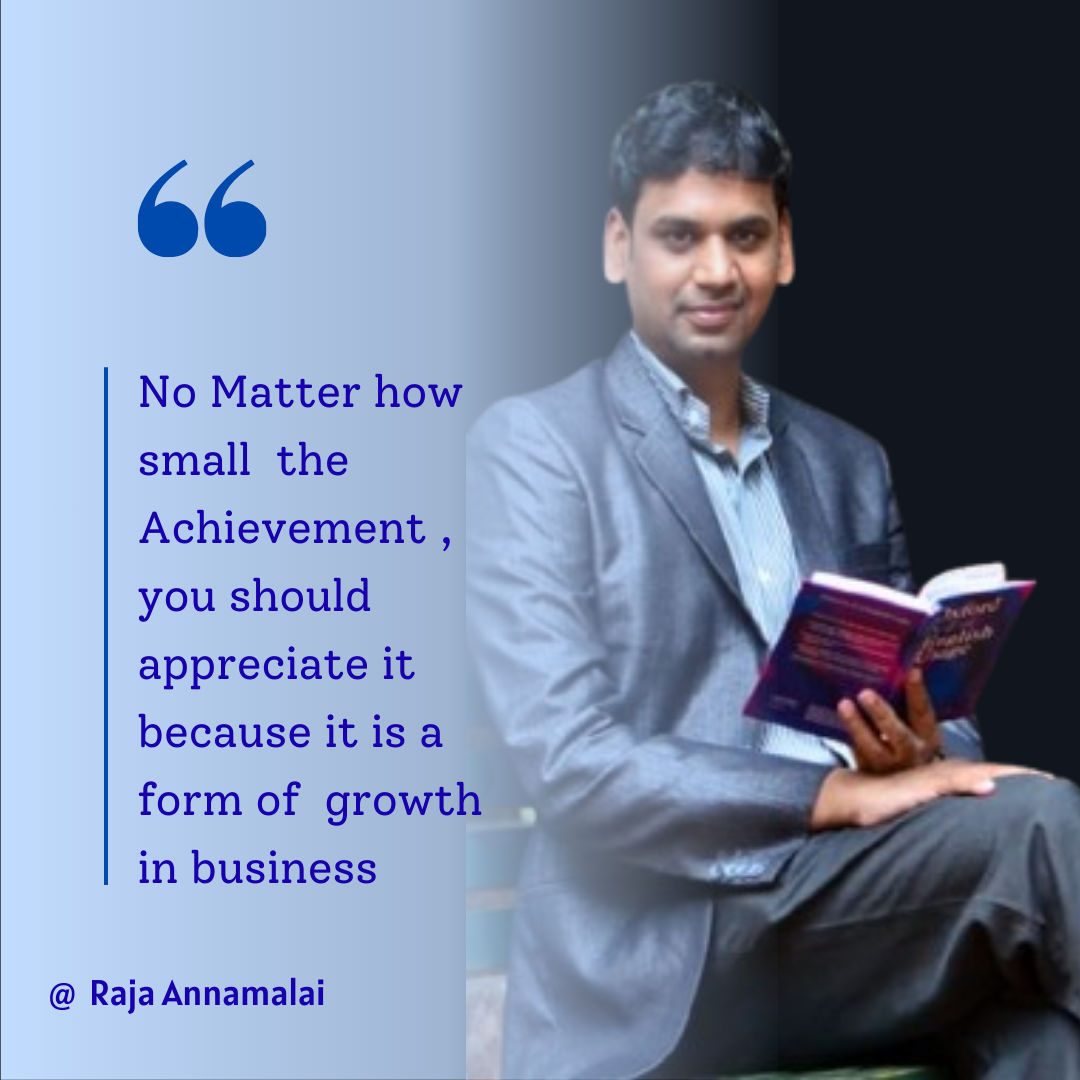 “
No Matter how
small the
Achievement ,
you should
appreciate it
because it is a
form of growth
in business
@ Raja Annamalai
English